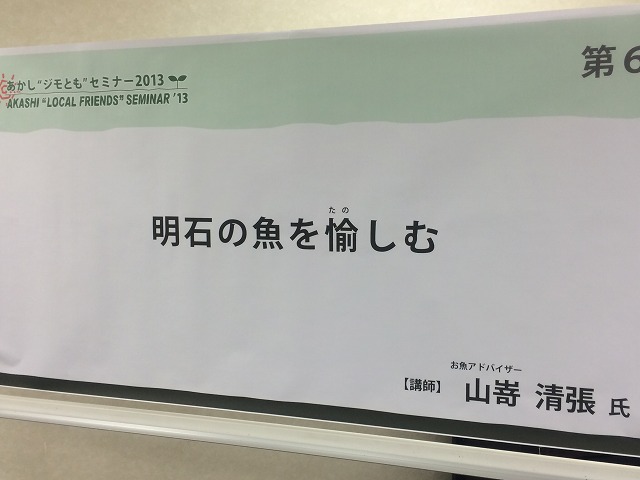 あかし"ジモとも"セミナー2013
AKASHI "LOCAL FRIENDS" SEMINAR '13
第6
たの
明石の魚を愉しむ
お魚アドバイザー
【講師】 山嵜 清張 氏